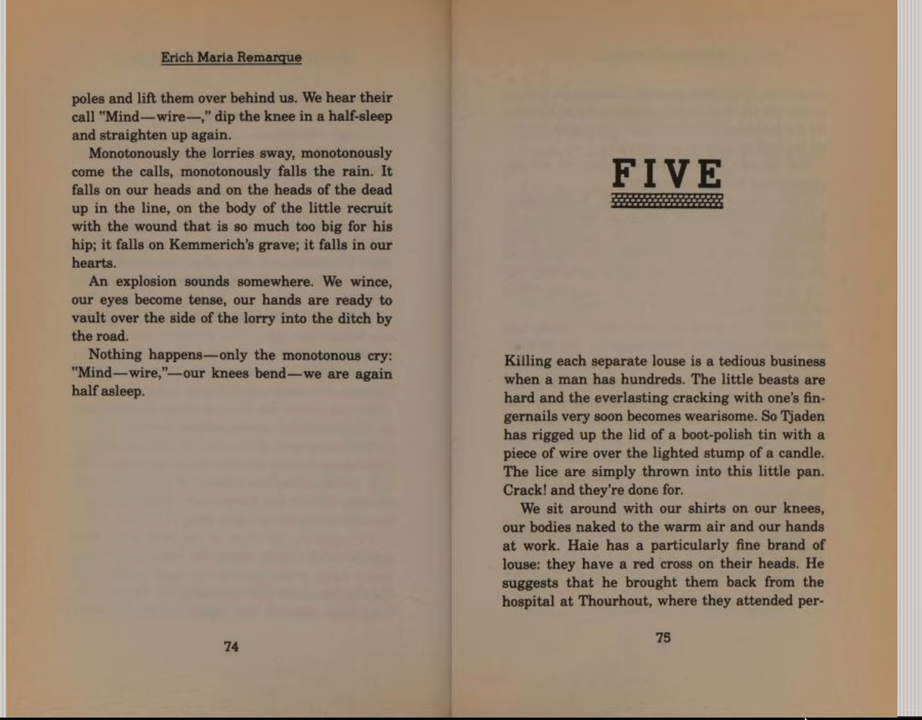 Erich Maria Remarque
poles and lift them over behind us. We hear their
call "Mind—wire—," dip the knee in a half-sleep
and straighten up again.
Monotonously the lorries sway, monotonously
come the calls, monotonously falls the rain. It
falls on our heads and on the heads of the dead
up in the line, on the body of the little recruit
with the wound that is so much too big for his
hip; it falls on Kemmerich's grave; it falls in our
hearts.
An explosion sounds somewhere. We wince,
our eyes become tense, our hands are ready to
vault over the side of the lorry into the ditch by
the road.
Nothing happens—only the monotonous cry:
"Mind—wire,"—our knees bend—we are again
half asleep.
74
FIVE
Killing each separate louse is a tedious business
when a man has hundreds. The little beasts are
hard and the everlasting cracking with one's fin-
gernails very soon becomes wearisome. So Tjaden
has rigged up the lid of a boot-polish tin with a
piece of wire over the lighted stump of a candle.
The lice are simply thrown into this little pan.
Crack! and they're done for.
We sit around with our shirts on our knees,
our bodies naked to the warm air and our hands
at work. Haie has a particularly fine brand of
louse: they have a red cross on their heads. He
suggests that he brought them back from the
hospital at Thourhout, where they attended per-
75